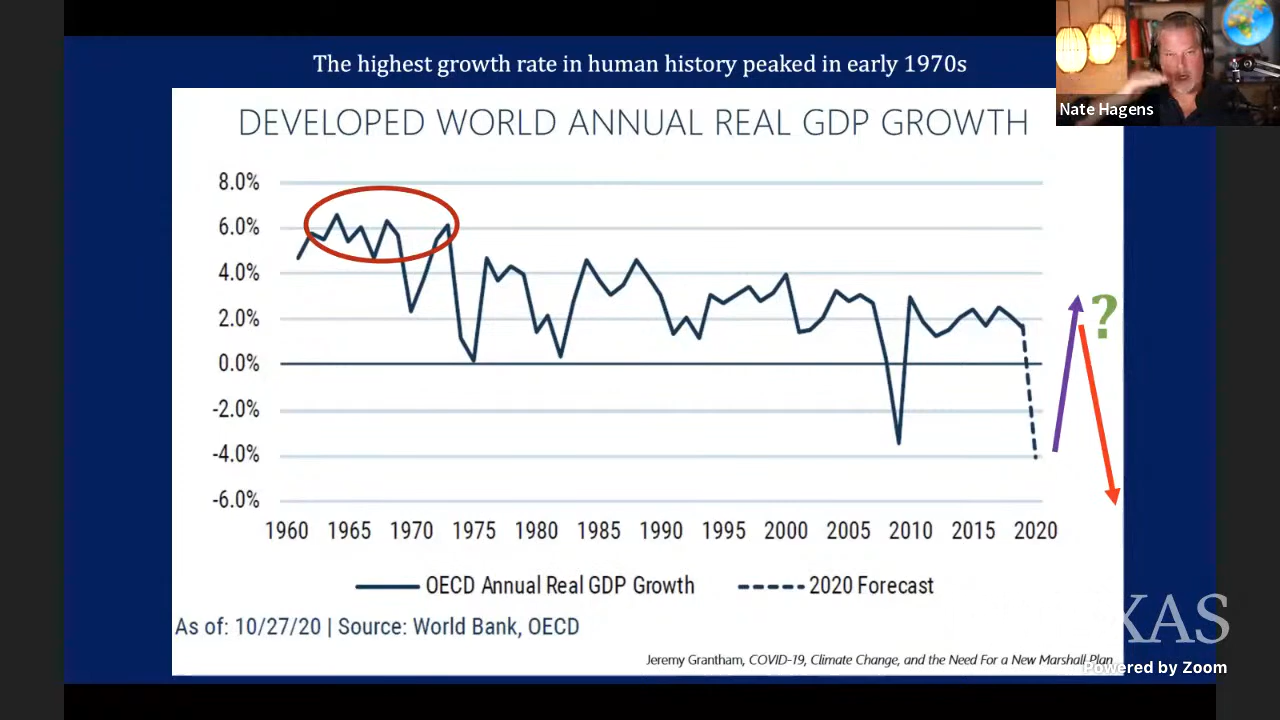 The highest growth rate in human history peaked in early 1970s
Nate Hagens
DEVELOPED WORLD ANNUAL REAL GDP GROWTH
8.0%
6.0%
4.0%
2.0%
0.0%
-2.0%
-4.0%
-6.0%
?
1960 1965 1970 1975 1980 1985 1990 1995 2000 2005 2010 2015 2020
OECD Annual Real GDP Growth 2020 Forecast
As of: 10/27/20 | Source: World Bank, OECD
XAS
Jeremy Grantham, COVID-19, Climate Change, and the Need For a New Marshall Plan
Powered by Zoom